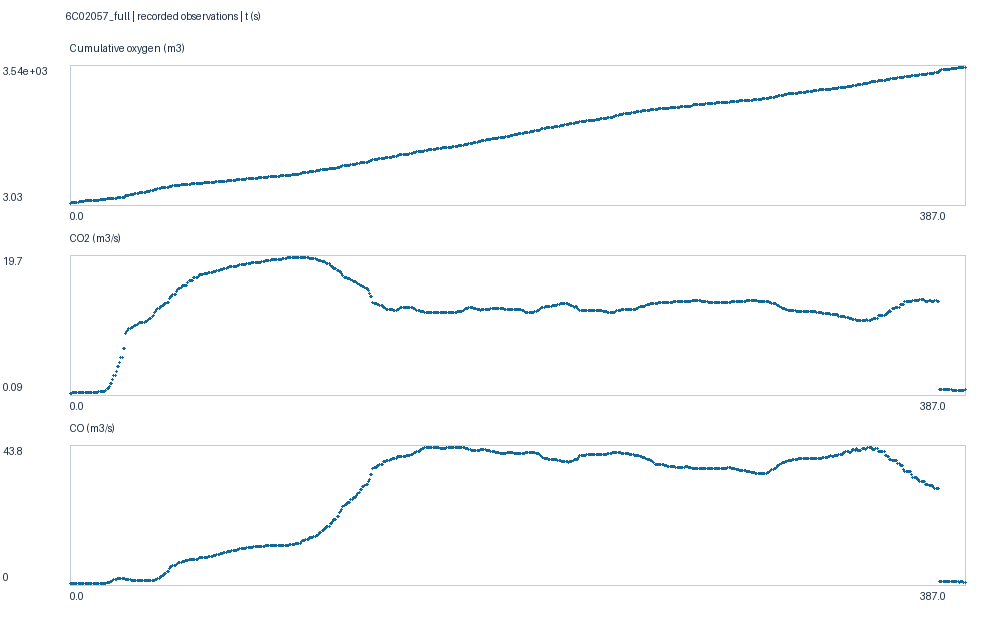 6C02057_full | recorded observations | t (s)
Cumulative oxygen (m3)
3.54e+03
3.03
0.0 387.0
CO2 (m3/s)
19.7
0.09
0.0 387.0
CO (m3/s)
43.8
0
0.0 387.0